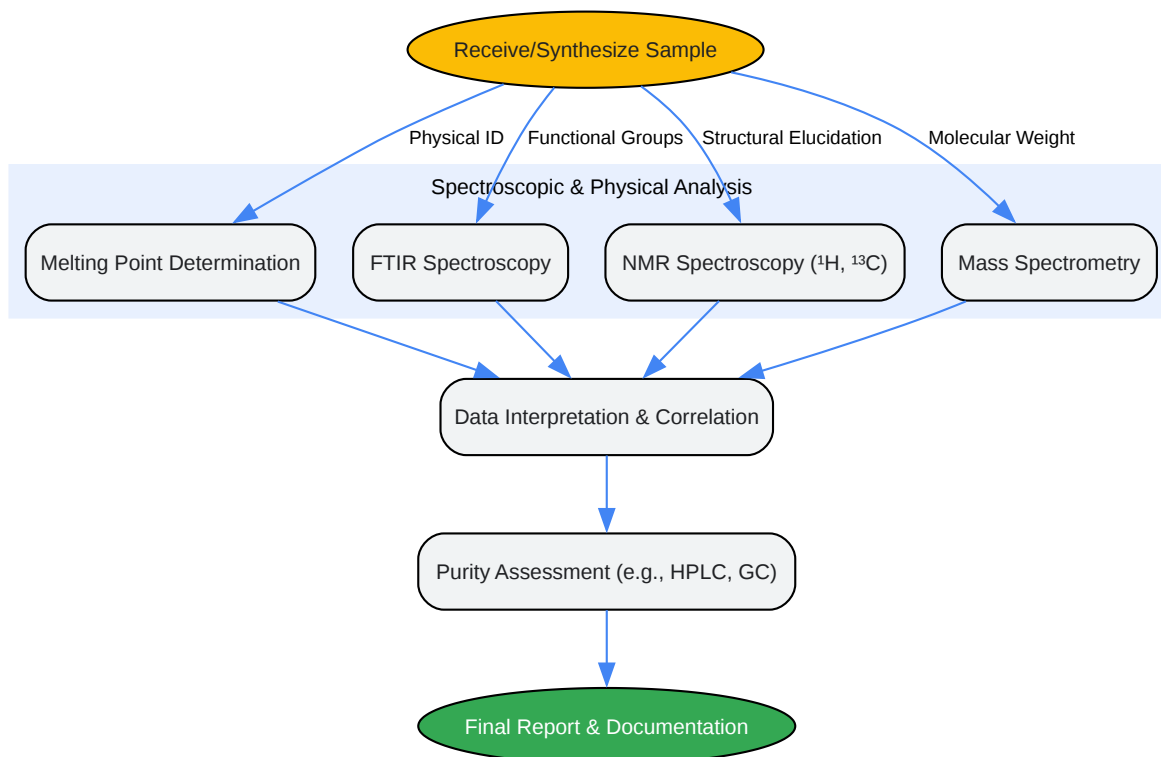 Receive/Synthesize Sample
Physical ID
Functional Groups
Structural Elucidation
Molecular Weight
Spectroscopic & Physical Analysis
Melting Point Determination
FTIR Spectroscopy
NMR Spectroscopy (¹H, ¹³C)
Mass Spectrometry
Data Interpretation & Correlation
Purity Assessment (e.g., HPLC, GC)
Final Report & Documentation